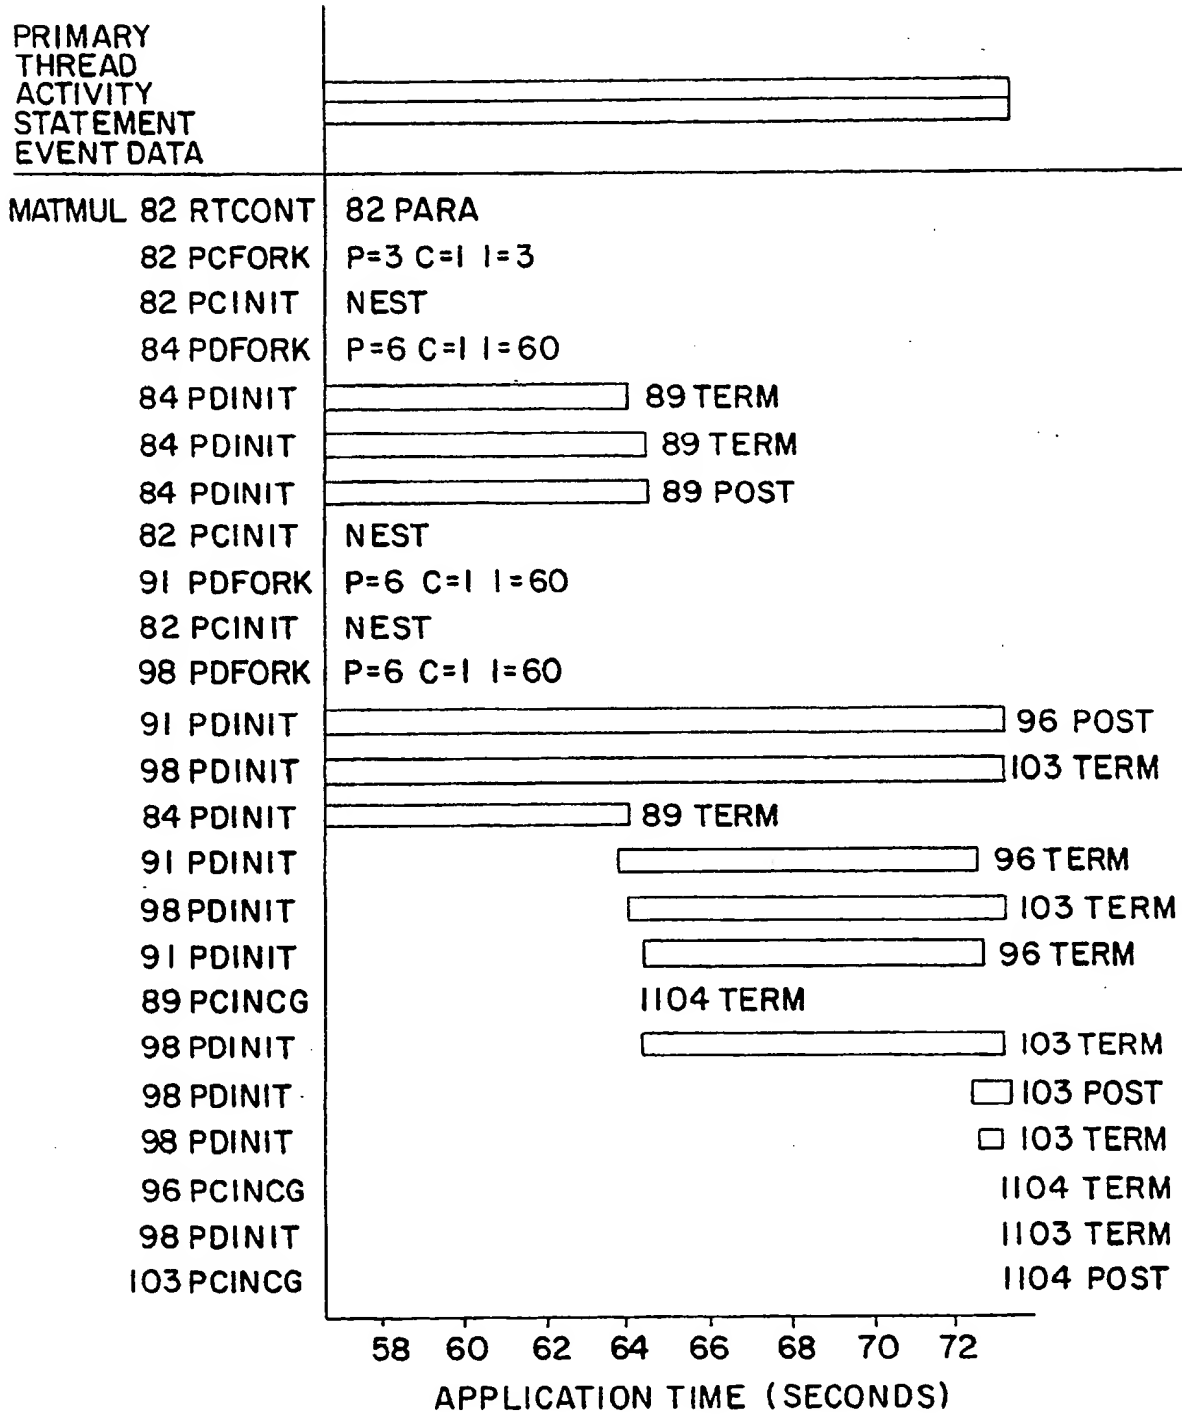 PRIMARY
THREAD
ACTIVITY
STATEMENT
EVENT DATA
MATMUL 82 RTCONT 82 PARA
82 PCFORK P=3 C=1 I=3
82 PCINIT NEST
84 PDFORK P=6 C=1 I=60
84 PDINIT 89 TERM
84 PDINIT 89 TERM
84 PDINIT 89 POST
82 PCINIT NEST
91 PDFORK P=6 C=1 I=60
82 PCINIT NEST
98 PDFORK P=6 C=1 I=60
91 PDINIT 96 POST
98 PDINIT 103 TERM
84 PDINIT 89 TERM
91 PDINIT 96 TERM
98 PDINIT 103 TERM
91 PDINIT 96 TERM
89 PCINCG 1104 TERM
98 PDINIT 103 TERM
98 PDINIT 103 POST
98 PDINIT 103 TERM
96 PCINCG 1104 TERM
98 PDINIT 1103 TERM
103 PCINCG 1104 POST
58 60 62 64 66 68 70 72
APPLICATION TIME (SECONDS)